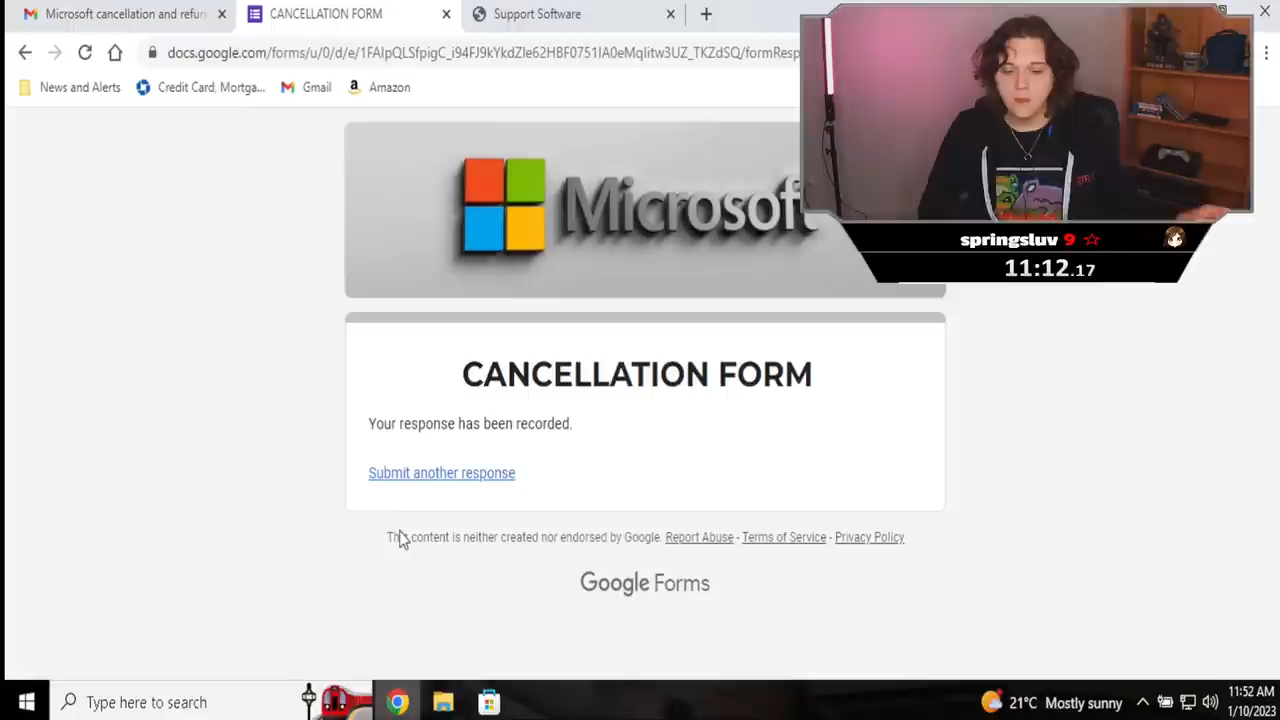 Microsoft cancellation and refun
CANCELLATION FORM
Support Software
docs.google.com/forms/u/0/d/e/1FAIpQLSfpigC_i94FJ9kYkdZle62HBF0751lA0eMqlitw3UZ_TKZdSQ/formResp
News and Alerts
Credit Card, Mortga...
Gmail
Amazon
Microsoft
springsluv 9
11:12.17
CANCELLATION FORM
Your response has been recorded.
Submit another response
This content is neither created nor endorsed by Google. Report Abuse - Terms of Service - Privacy Policy
Google Forms
Type here to search
21°C Mostly sunny
11:52 AM
1/10/2023